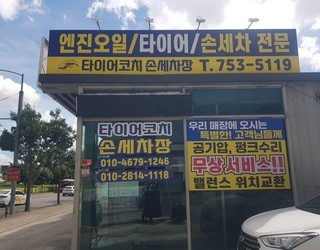 엔진오일/타이어/손세차 전문
타이어코치 손세차장 T. 753-5119
타이어코치
손세차장
010-4679-1246
010-2814-1118
우리 매장에 오시는
특별한! 고객님들께
공기압, 펑크수리
무상서비스!!
밸런스 위치교환